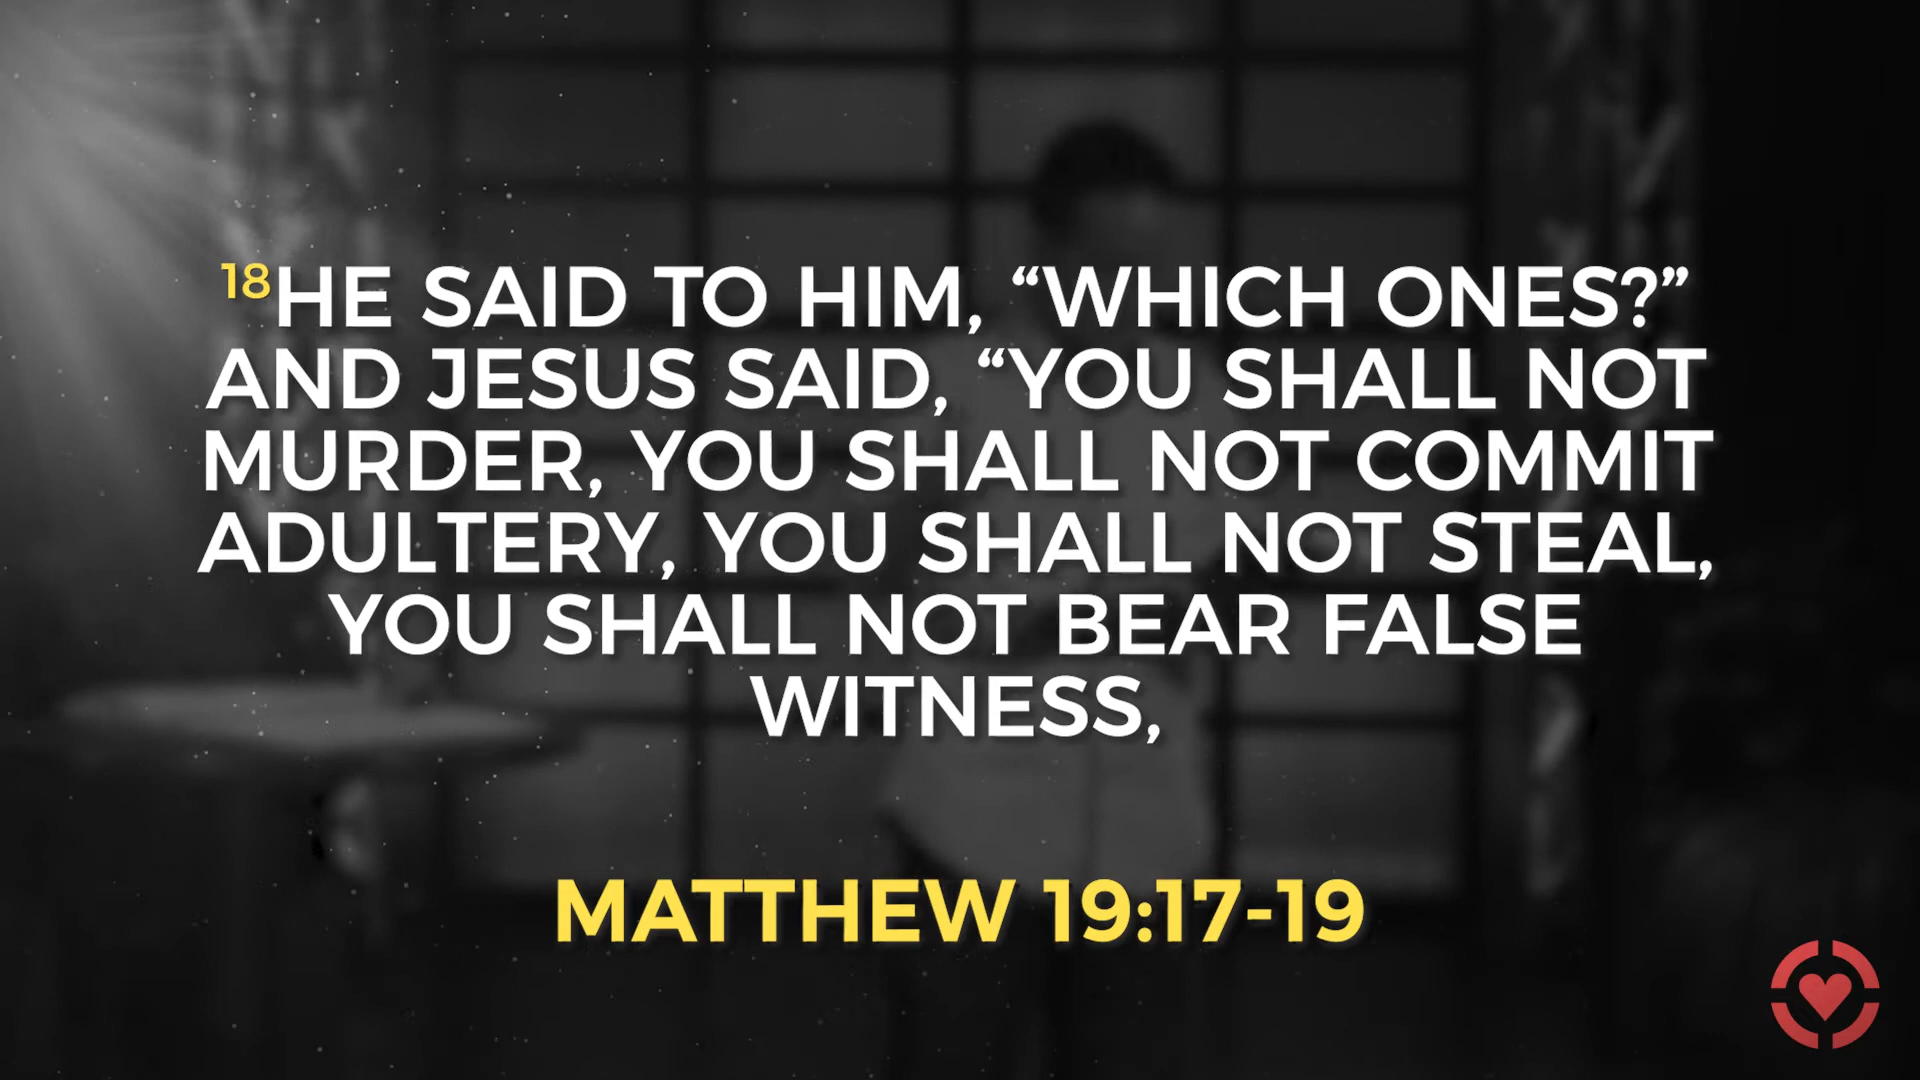 18HE SAID TO HIM, “WHICH ONES?”
AND JESUS SAID, “YOU SHALL NOT
MURDER, YOU SHALL NOT COMMIT
ADULTERY, YOU SHALL NOT STEAL,
YOU SHALL NOT BEAR FALSE
WITNESS,
MATTHEW 19:17-19